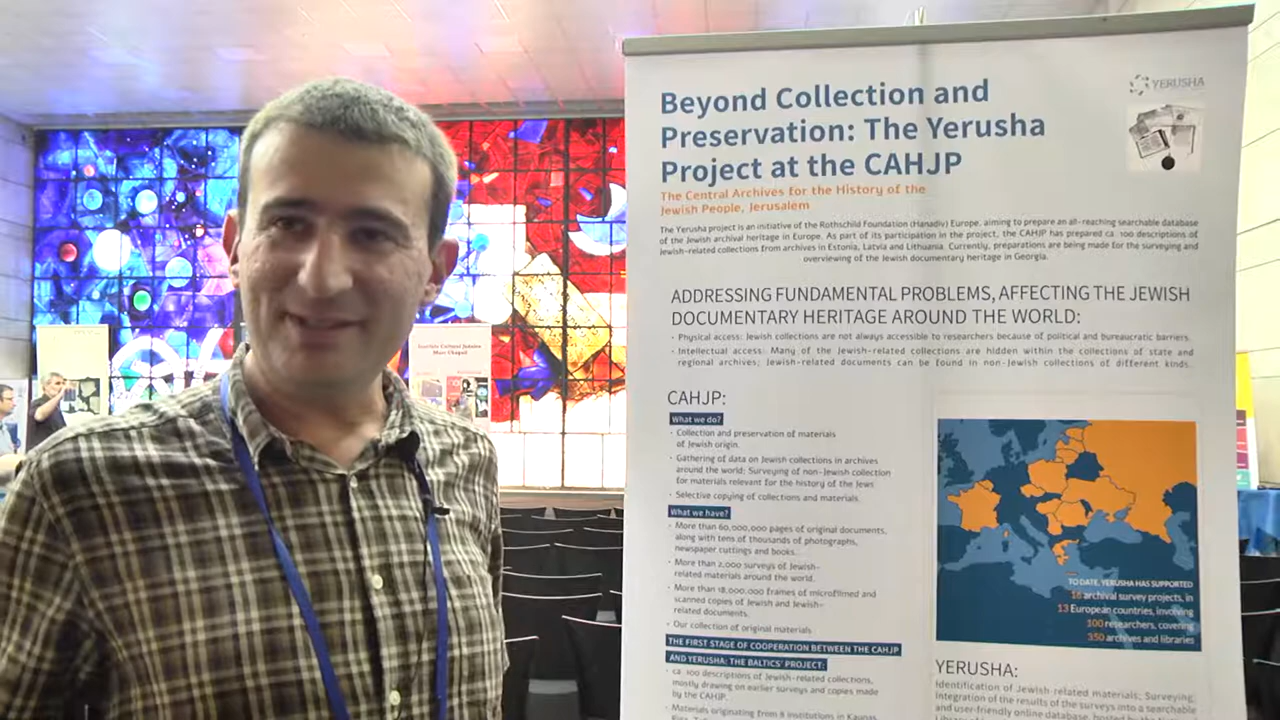 Beyond Collection and
Preservation: The Yerusha
Project at the CAHJP
YERUSHA
The Central Archives for the History of the
Jewish People, Jerusalem
The Yerusha project is an initiative of the Rothschild Foundation (Hanadiv) Europe, aiming to prepare an all-reaching searchable database
of the Jewish archival heritage in Europe. As part of its participation in the project, the CAHJP has prepared ca. 100 descriptions of
Jewish-related collections from archives in Estonia, Latvia and Lithuania. Currently, preparations are being made for the surveying and
overviewing of the Jewish documentary heritage in Georgia.
ADDRESSING FUNDAMENTAL PROBLEMS, AFFECTING THE JEWISH
DOCUMENTARY HERITAGE AROUND THE WORLD:
• Physical access: Jewish collections are not always accessible to researchers because of political and bureaucratic barriers.
• Intellectual access: Many of the Jewish-related collections are hidden within the collections of state and
regional archives; Jewish-related documents can be found in non-Jewish collections of different kinds.
CAHJP:
What we do?
• Collection and preservation of materials
of Jewish origin.
• Gathering of data on Jewish collections in archives
around the world; Surveying of non-Jewish collection
for materials relevant for the history of the Jews
• Selective copying of collections and materials.
What we have?
• More than 60,000,000 pages of original documents,
along with tens of thousands of photographs,
newspaper cuttings and books.
• More than 2,000 surveys of Jewish-
related materials around the world.
• More than 18,000,000 frames of microfilmed and
scanned copies of Jewish and Jewish-
related documents.
• Our collection of original materials
THE FIRST STAGE OF COOPERATION BETWEEN THE CAHJP
AND YERUSHA: THE BALTICS' PROJECT:
• ca. 100 descriptions of Jewish-related collections,
mostly drawing on earlier surveys and copies made
by the CAHJP.
• Materials originating from 8 institutions in Kaunas,
TO DATE, YERUSHA HAS SUPPORTED
16 archival survey projects, in
13 European countries, involving
100 researchers, covering
350 archives and libraries
YERUSHA:
Identification of Jewish-related materials; Surveying,
Integration of the results of the surveys into a searchable
and user-friendly online database, hosted by the